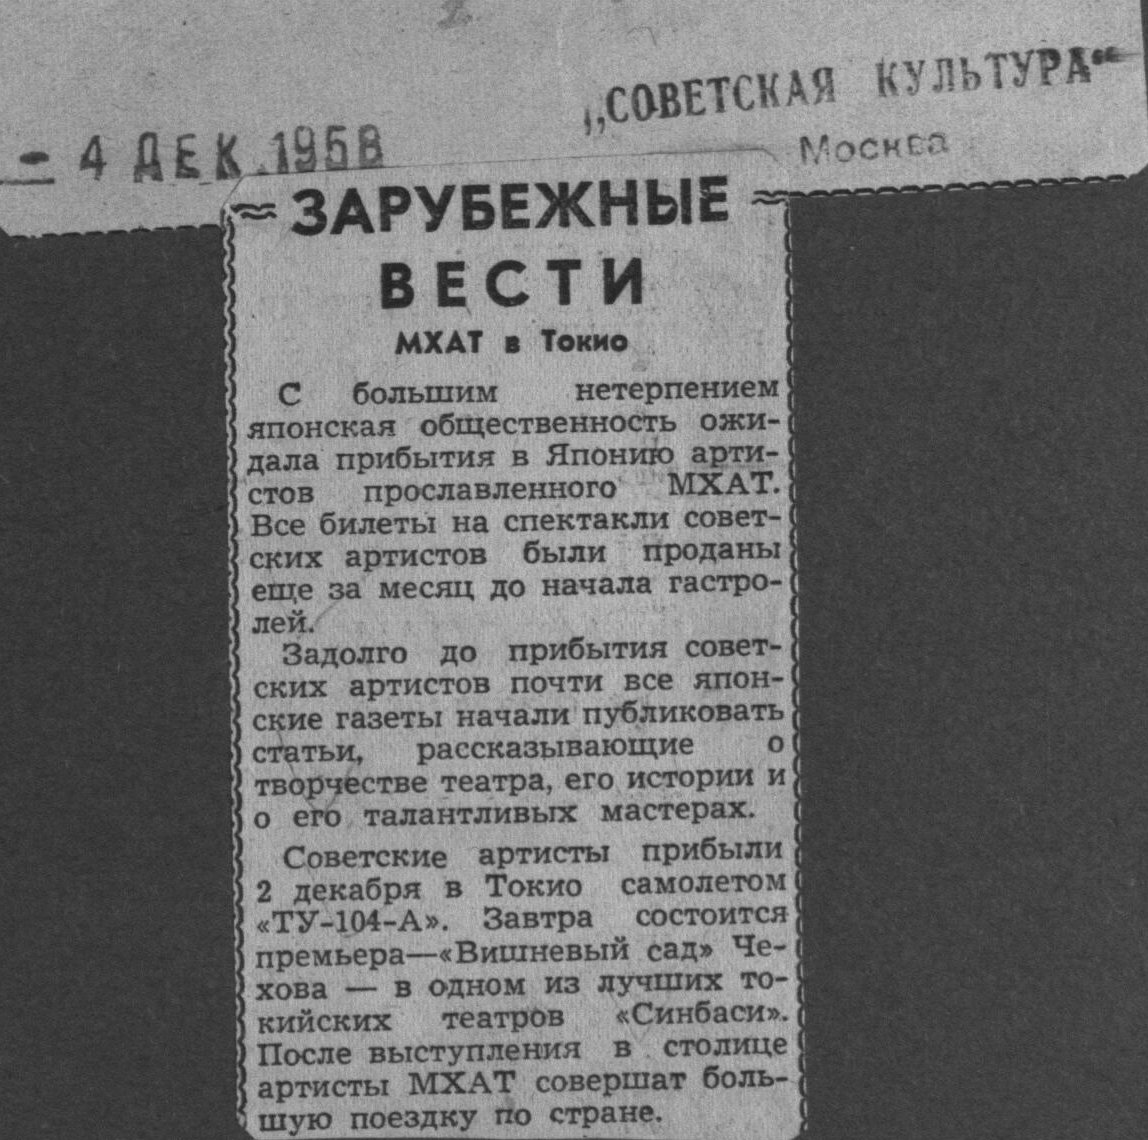 „СОВЕТСКАЯ КУЛЬТУРА“
Москва
- 4 ДЕК.1958
ЗАРУБЕЖНЫЕ
ВЕСТИ
МХАТ в Токио
С большим нетерпением
японская общественность ожи-
дала прибытия в Японию арти-
стов прославленного МХАТ.
Все билеты на спектакли совет-
ских артистов были проданы
еще за месяц до начала гастро-
лей.
Задолго до прибытия совет-
ских артистов почти все япон-
ские газеты начали публиковать
статьи, рассказывающие о
творчестве театра, его истории и
о его талантливых мастерах.
Советские артисты прибыли
2 декабря в Токио самолетом
«ТУ-104-А». Завтра состоится
премьера—«Вишневый сад» Че-
хова — в одном из лучших то-
кийских театров «Синбаси».
После выступления в столице
артисты МХАТ совершат боль-
шую поездку по стране.